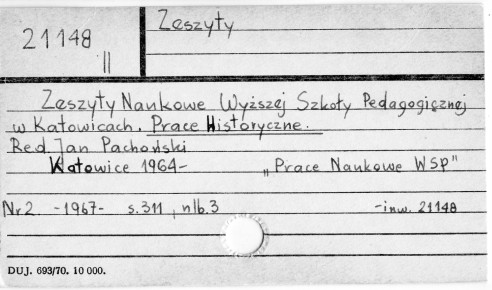 21148
II
Zeszyty
Zeszyty Naukowe Wyższej Szkoły Pedagogicznej
w Katowicach. Prace Historyczne.
Red. Jan Pachoński
Katowice 1964- „Prace Naukowe WSP"
Nr 2. -1967- s. 311, nlb. 3 -inw. 21148
DUJ. 693/70. 10 000.